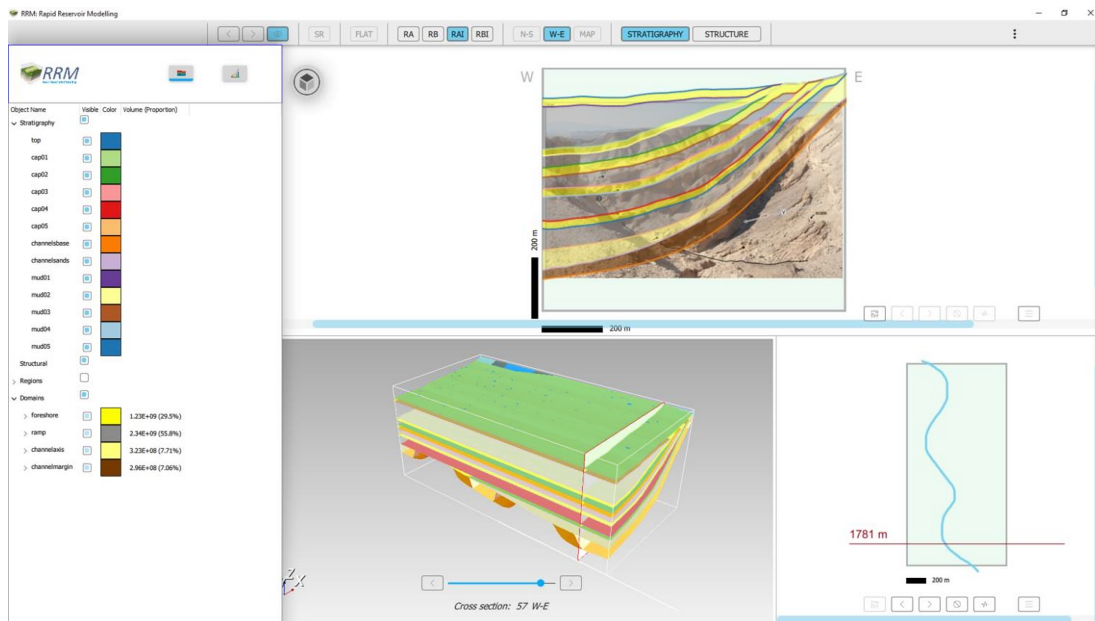 RRM: Rapid Reservoir Modelling
SR FLAT RA RB RAI RBI N-S W-E MAP STRATIGRAPHY STRUCTURE
RRM
Object Name Visible Color Volume (Proportion)
Stratigraphy
top
cap01
cap02
cap03
cap04
cap05
channelsbase
channelsands
mud01
mud02
mud03
mud04
mud05
Structural
Regions
Domains
foreshore 1.23E+09 (29.5%)
ramp 2.34E+09 (55.8%)
channelaxis 3.23E+08 (7.71%)
channelmargin 2.96E+08 (7.06%)
W E
200 m
200 m
Z
X
Cross section: 57 W-E
1781 m
200 m